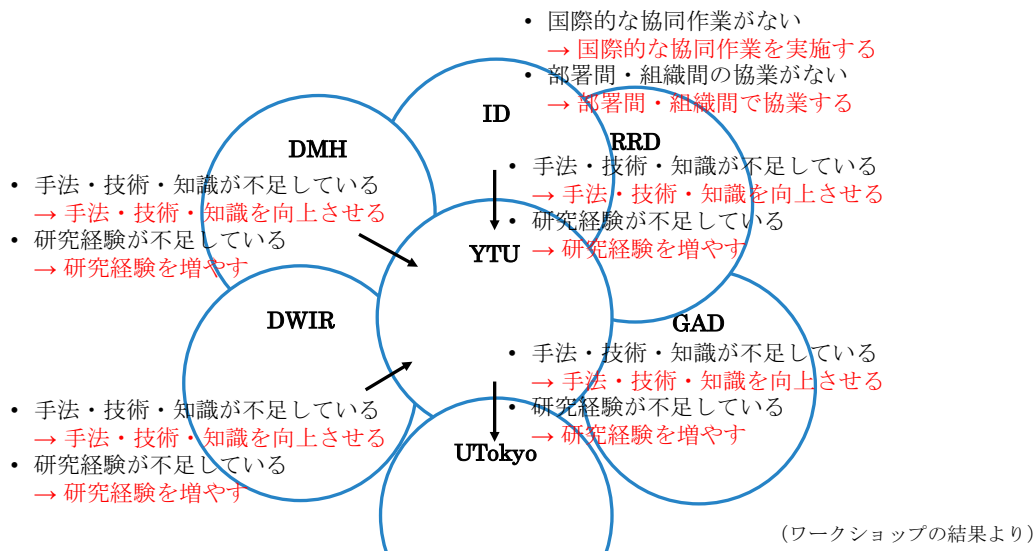 • 国際的な協同作業がない
→ 国際的な協同作業を実施する
• 部署間・組織間の協業がない
→ 部署間・組織間で協業する
ID
DMH
RRD
• 手法・技術・知識が不足している
→ 手法・技術・知識を向上させる
• 研究経験が不足している
→ 研究経験を増やす
• 手法・技術・知識が不足している
→ 手法・技術・知識を向上させる
• 研究経験が不足している
→ 研究経験を増やす
YTU
DWIR
GAD
• 手法・技術・知識が不足している
→ 手法・技術・知識を向上させる
• 研究経験が不足している
→ 研究経験を増やす
• 手法・技術・知識が不足している
→ 手法・技術・知識を向上させる
• 研究経験が不足している
→ 研究経験を増やす
UTokyo
(ワークショップの結果より)